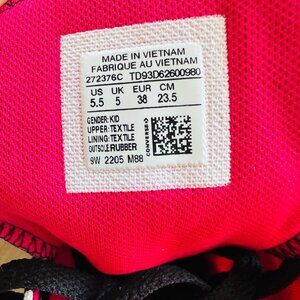 MADE IN VIETNAM
FABRIQUE AU VIETNAM
272376C TD93D62600980
US UK EUR CM
5.5 5 38 23.5
GENDER: KID
UPPER: TEXTILE
LINING: TEXTILE
OUTSOLE: RUBBER
9W 2205 M88
CONVERSE